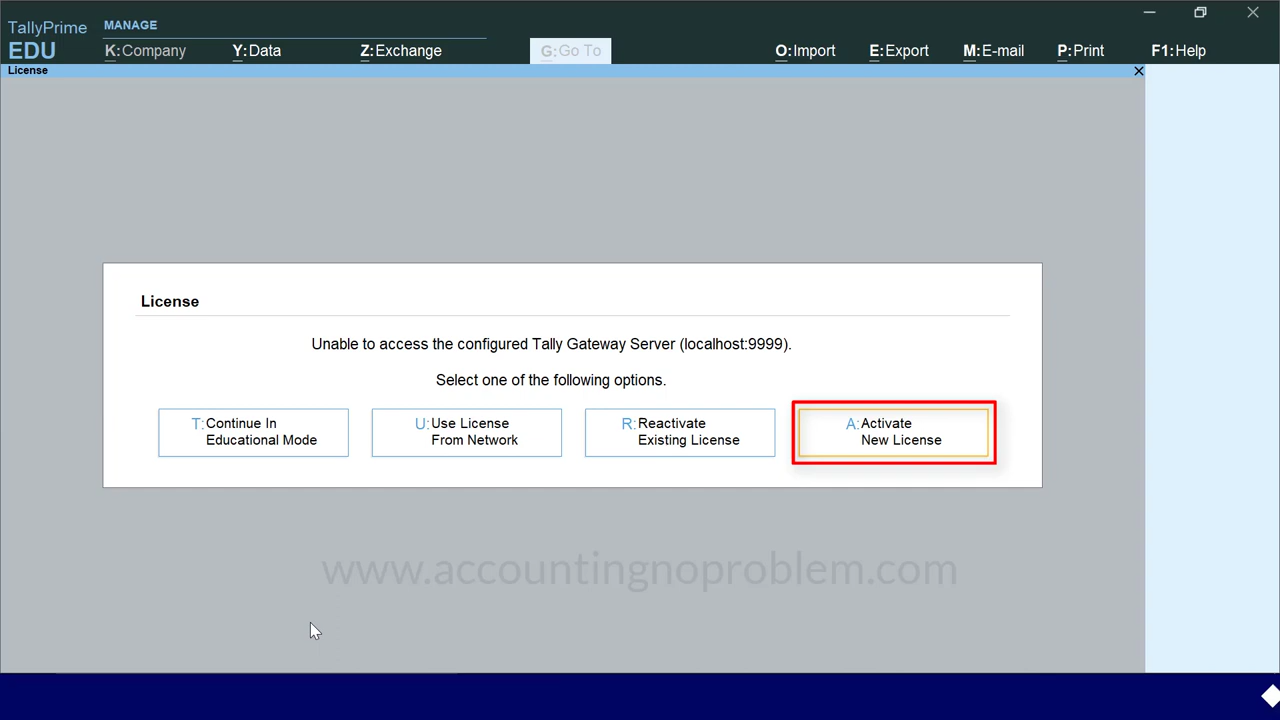 TallyPrime
EDU
MANAGE
K:Company Y:Data Z:Exchange G:Go To O:Import E:Export M:E-mail P:Print F1:Help
License
License
Unable to access the configured Tally Gateway Server (localhost:9999).
Select one of the following options.
T:Continue In
Educational Mode
U:Use License
From Network
R:Reactivate
Existing License
A:Activate
New License
www.accountingnoproblem.com